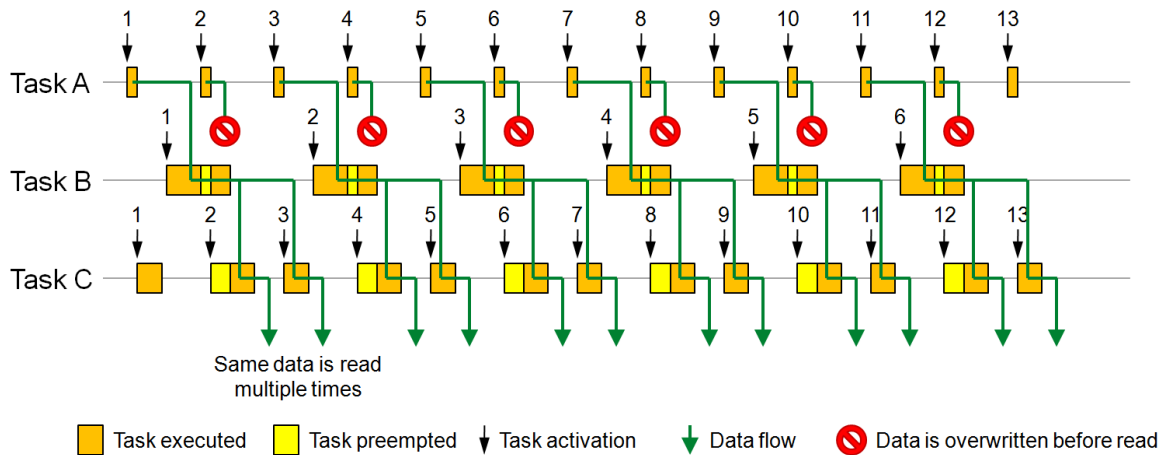 1 2 3 4 5 6 7 8 9 10 11 12 13
Task A
1 2 3 4 5 6
Task B
1 2 3 4 5 6 7 8 9 10 11 12 13
Task C
Same data is read
multiple times
Task executed Task preempted Task activation Data flow Data is overwritten before read